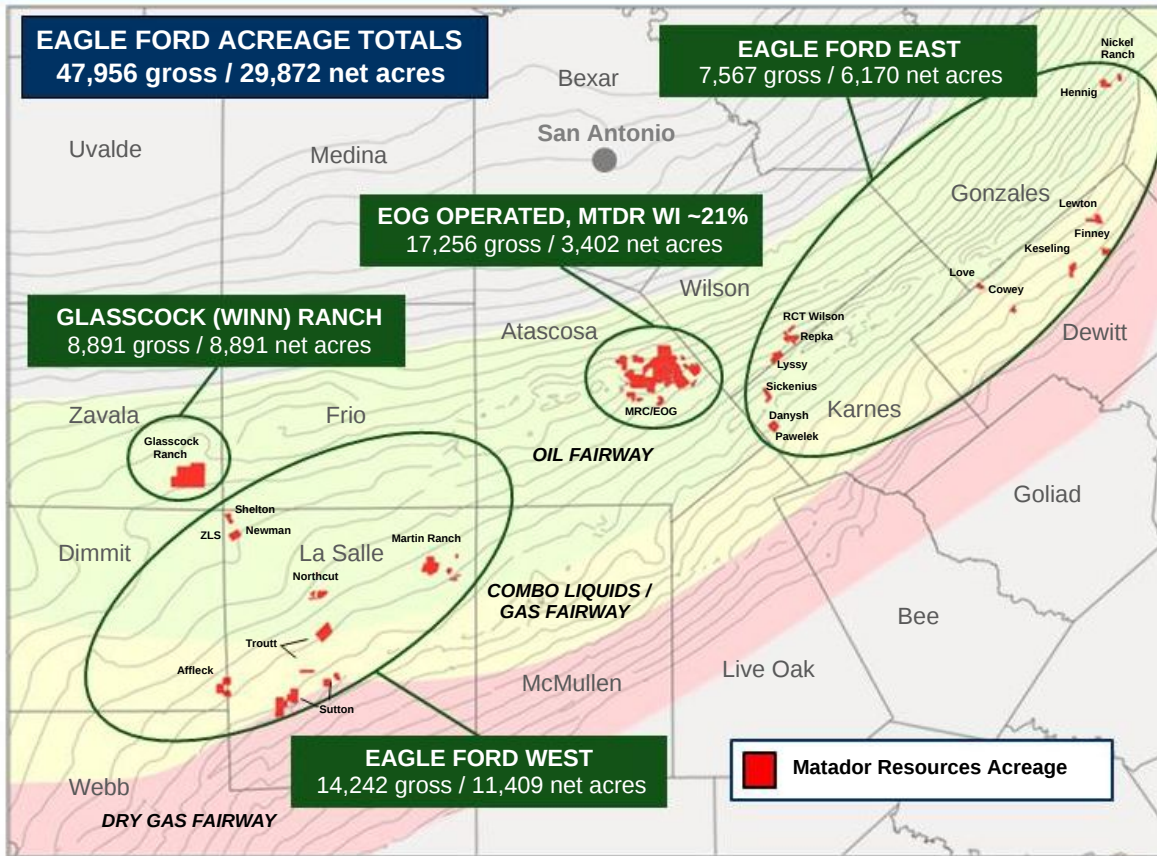 EAGLE FORD ACREAGE TOTALS
47,956 gross / 29,872 net acres
EAGLE FORD EAST
7,567 gross / 6,170 net acres
Nickel
Ranch
Hennig
Bexar
San Antonio
Uvalde
Medina
Gonzales
EOG OPERATED, MTDR WI ~21%
17,256 gross / 3,402 net acres
Lewton
Finney
Keseling
Love
Cowey
Wilson
GLASSCOCK (WINN) RANCH
8,891 gross / 8,891 net acres
Atascosa
RCT Wilson
Repka
Dewitt
Lyssy
Sickenius
Karnes
Zavala
Frio
MRC/EOG
Danysh
Pawelek
Glasscock
Ranch
OIL FAIRWAY
Goliad
Shelton
ZLS
Newman
Dimmit
La Salle
Martin Ranch
Northcut
COMBO LIQUIDS /
GAS FAIRWAY
Bee
Troutt
Affleck
Live Oak
McMullen
Sutton
EAGLE FORD WEST
14,242 gross / 11,409 net acres
Matador Resources Acreage
Webb
DRY GAS FAIRWAY